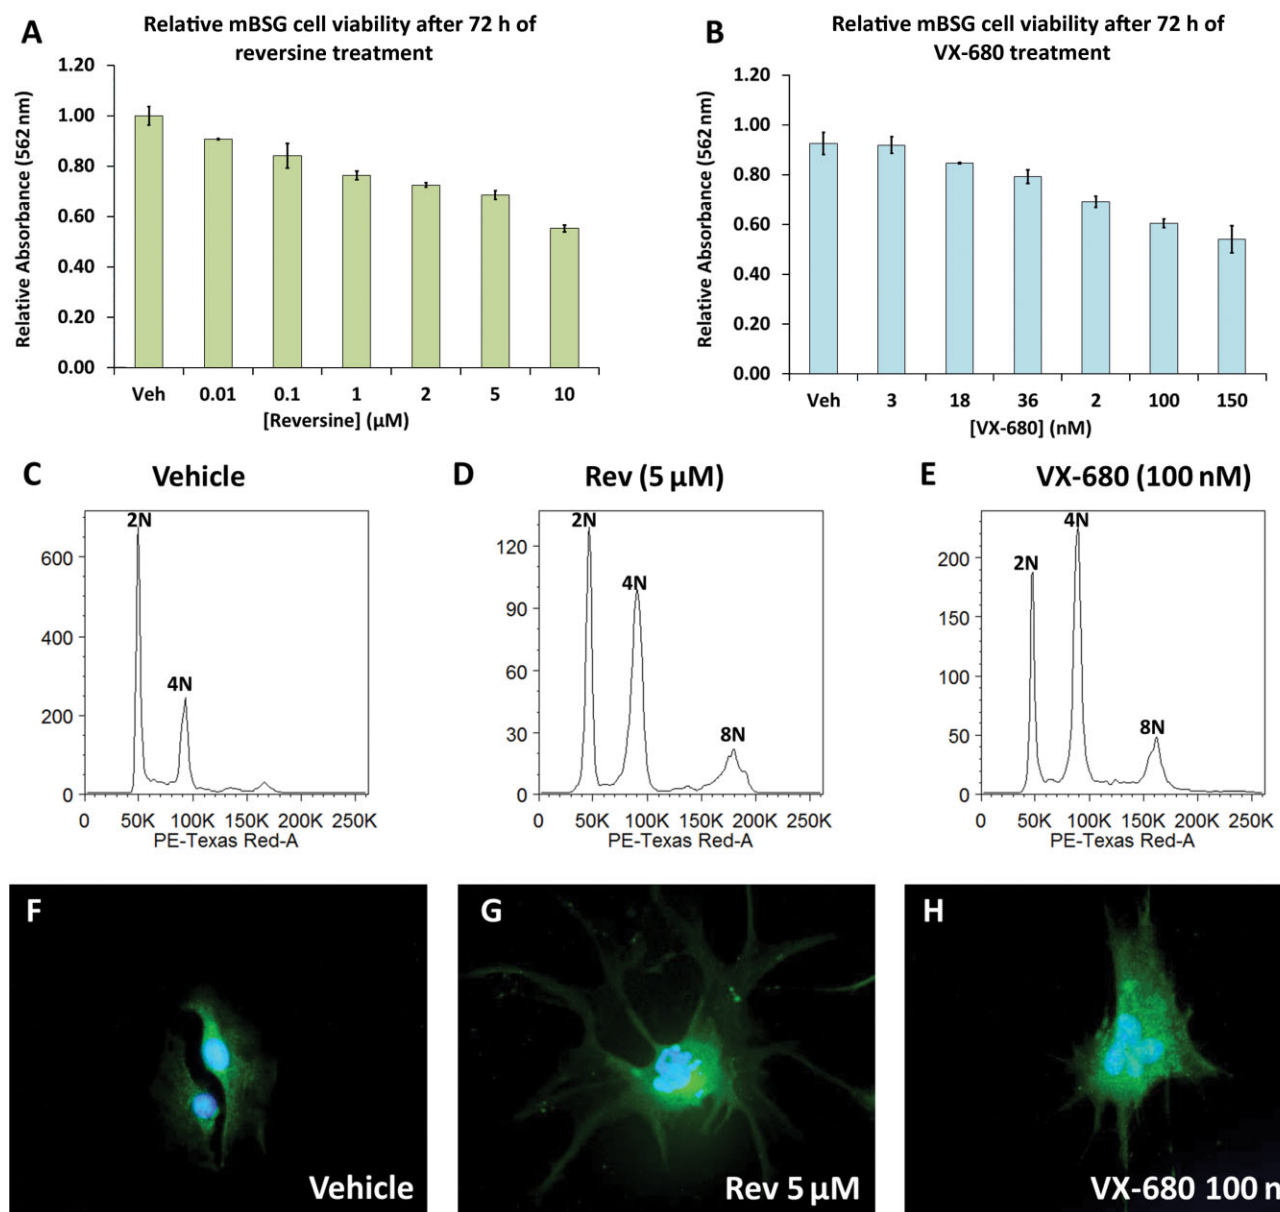 A
Relative mBSG cell viability after 72 h of
reversine treatment
Relative Absorbance (562 nm)
1.20
1.00
0.80
0.60
0.40
0.20
0.00
Veh 0.01 0.1 1 2 5 10
[Reversine] (µM)
B
Relative mBSG cell viability after 72 h of
VX-680 treatment
Relative Absorbance (562 nm)
1.20
1.00
0.80
0.60
0.40
0.20
0.00
Veh 3 18 36 2 100 150
[VX-680] (nM)
C Vehicle
2N
4N
600
400
200
0
0 50K 100K 150K 200K 250K
PE-Texas Red-A
D Rev (5 µM)
2N
4N
8N
120
90
60
30
0
0 50K 100K 150K 200K 250K
PE-Texas Red-A
E VX-680 (100 nM)
4N
2N
8N
200
150
100
50
0
0 50K 100K 150K 200K 250K
PE-Texas Red-A
F
Vehicle
G
Rev 5 µM
H
VX-680 100 n